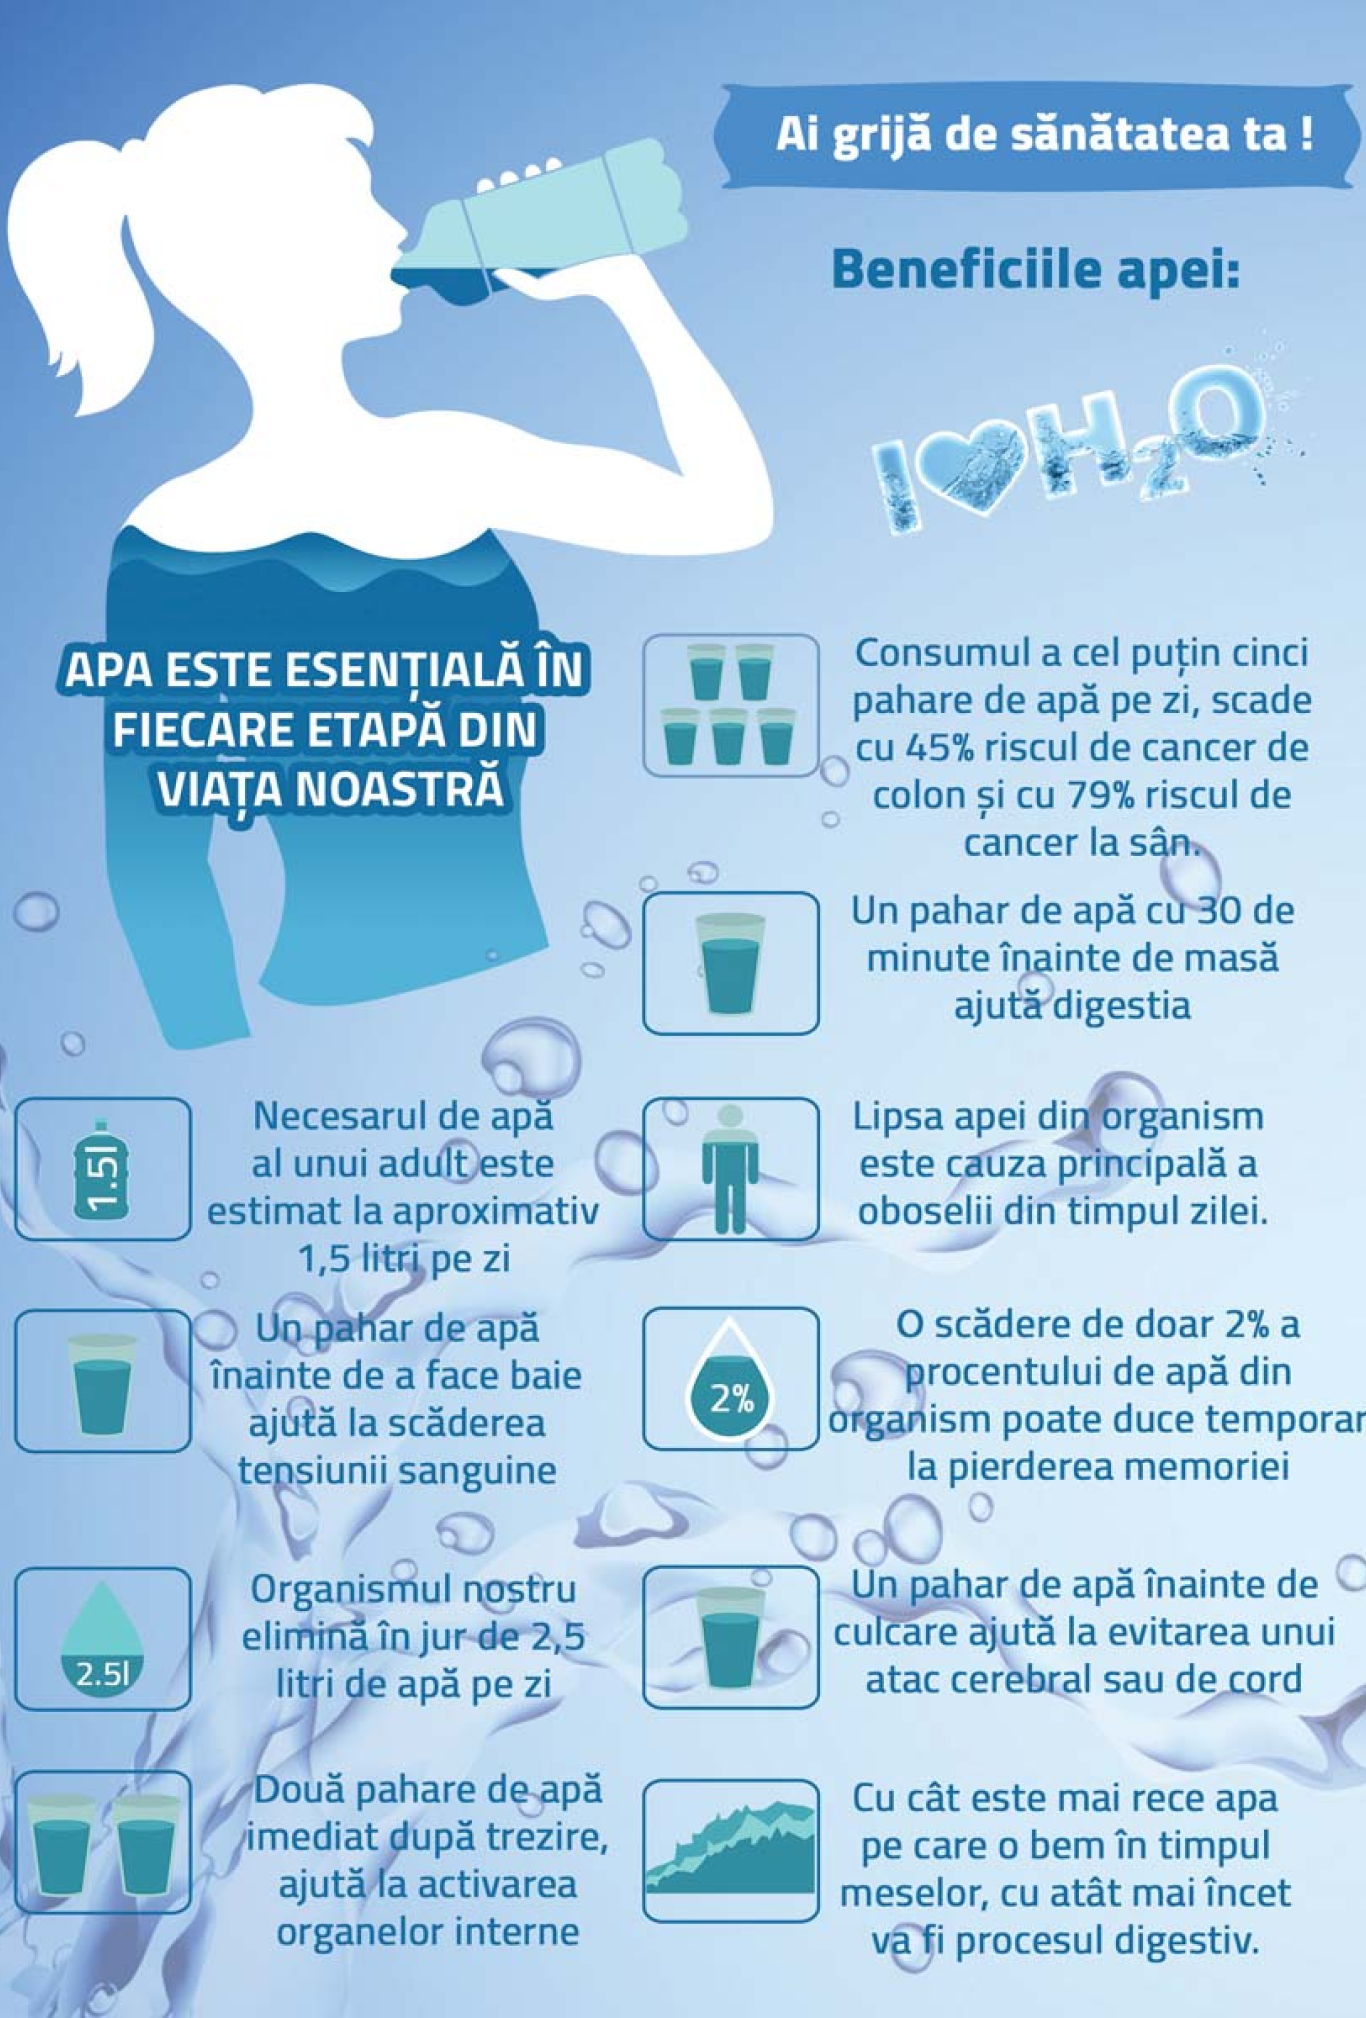 Ai grijă de sănătatea ta !
Beneficiile apei:
I♥H₂O
APA ESTE ESENȚIALĂ ÎN
FIECARE ETAPĂ DIN
VIAȚA NOASTRĂ
Consumul a cel puțin cinci
pahare de apă pe zi, scade
cu 45% riscul de cancer de
colon și cu 79% riscul de
cancer la sân.
Un pahar de apă cu 30 de
minute înainte de masă
ajută digestia
1.5l
Necesarul de apă
al unui adult este
estimat la aproximativ
1,5 litri pe zi
Lipsa apei din organism
este cauza principală a
oboselii din timpul zilei.
Un pahar de apă
înainte de a face baie
ajută la scăderea
tensiunii sanguine
2%
O scădere de doar 2% a
procentului de apă din
organism poate duce temporar
la pierderea memoriei
2.5l
Organismul nostru
elimină în jur de 2,5
litri de apă pe zi
Un pahar de apă înainte de
culcare ajută la evitarea unui
atac cerebral sau de cord
Două pahare de apă
imediat după trezire,
ajută la activarea
organelor interne
Cu cât este mai rece apa
pe care o bem în timpul
meselor, cu atât mai încet
va fi procesul digestiv.